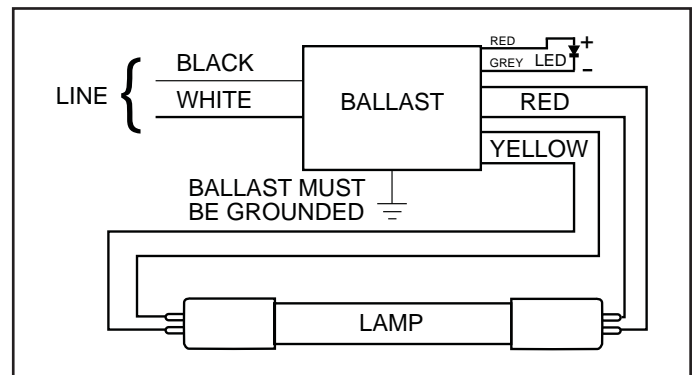 RED
+
GREY
LED
-
BLACK
LINE {
WHITE
BALLAST
RED
YELLOW
BALLAST MUST
BE GROUNDED
LAMP